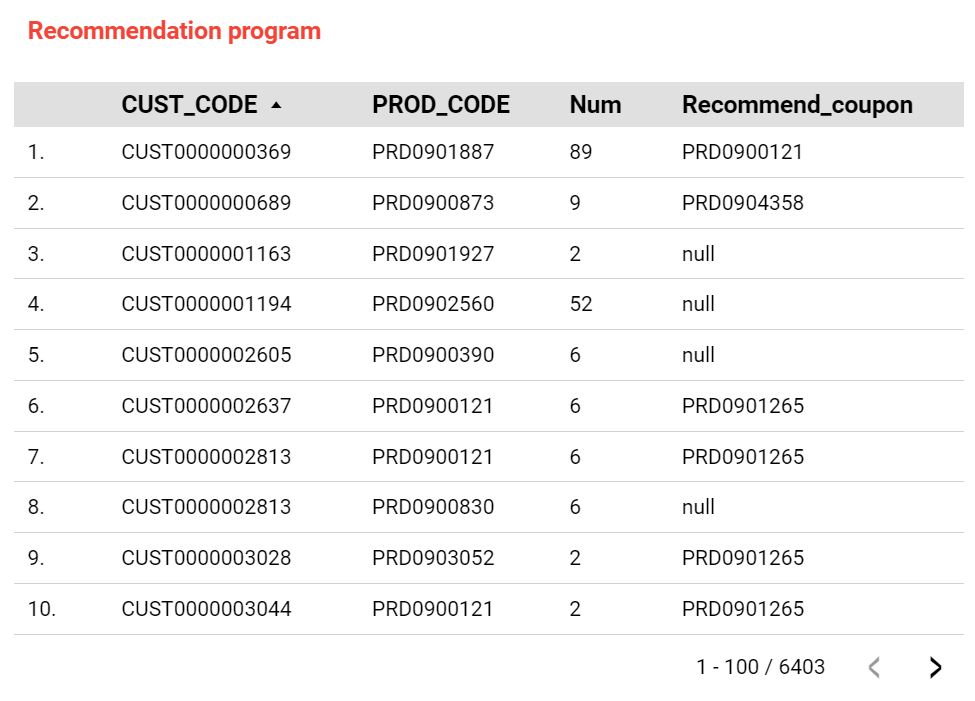 Recommendation program
CUST_CODE PROD_CODE Num Recommend_coupon
1. CUST0000000369 PRD0901887 89 PRD0900121
2. CUST0000000689 PRD0900873 9 PRD0904358
3. CUST0000001163 PRD0901927 2 null
4. CUST0000001194 PRD0902560 52 null
5. CUST0000002605 PRD0900390 6 null
6. CUST0000002637 PRD0900121 6 PRD0901265
7. CUST0000002813 PRD0900121 6 PRD0901265
8. CUST0000002813 PRD0900830 6 null
9. CUST0000003028 PRD0903052 2 PRD0901265
10. CUST0000003044 PRD0900121 2 PRD0901265
1 - 100 / 6403